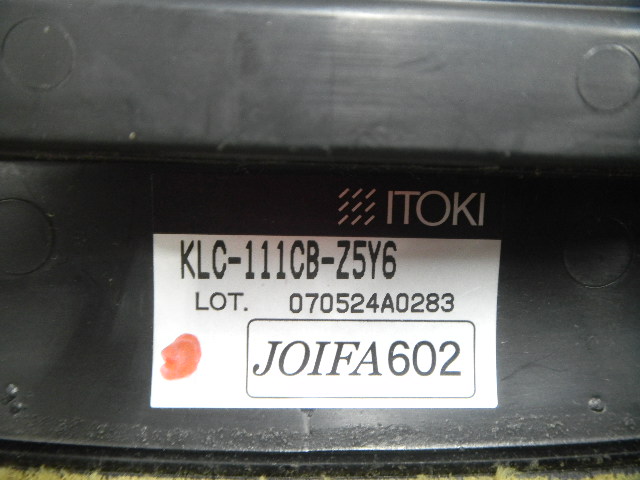 ITOKI
KLC-111CB-Z5Y6
LOT. 070524A0283
JOIFA602